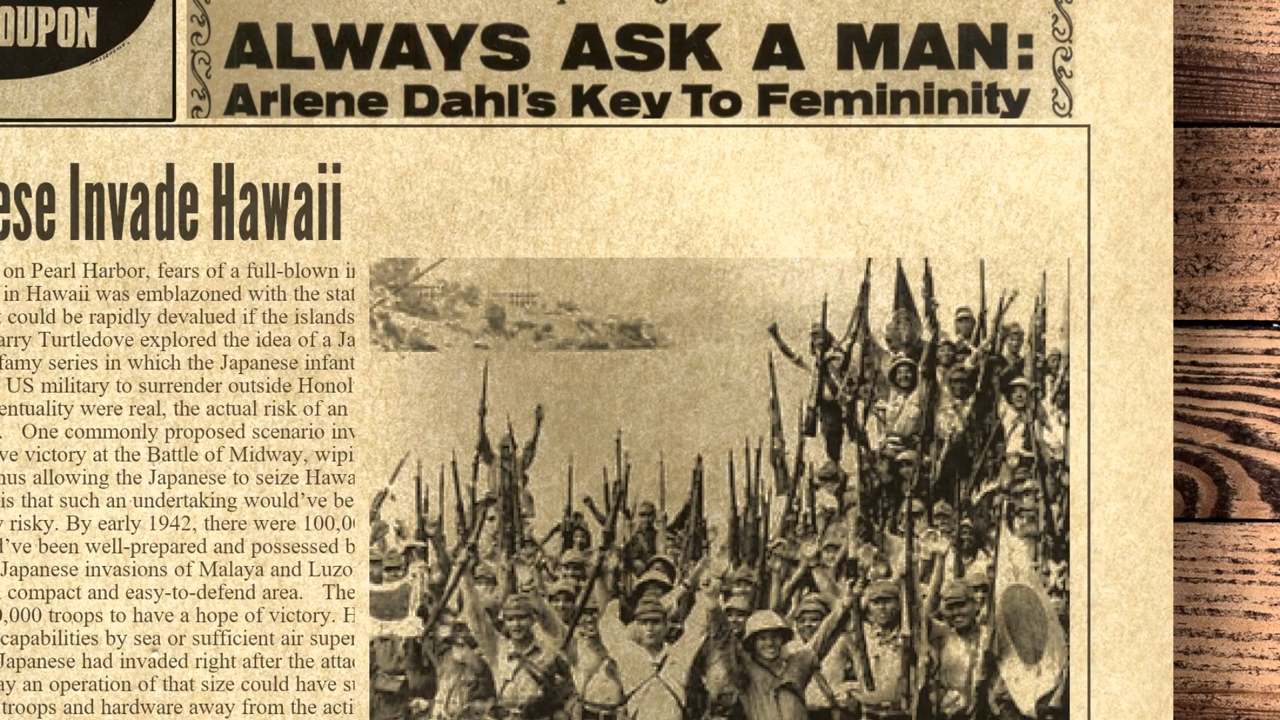 OUPON
ALWAYS ASK A MAN:
Arlene Dahl's Key To Femininity
ese Invade Hawaii
on Pearl Harbor, fears of a full-blown i
in Hawaii was emblazoned with the stat
could be rapidly devalued if the islands
arry Turtledove explored the idea of a Ja
famy series in which the Japanese infant
US military to surrender outside Honol
entuality were real, the actual risk of an
. One commonly proposed scenario inv
ve victory at the Battle of Midway, wipi
hus allowing the Japanese to seize Hawa
is that such an undertaking would've be
y risky. By early 1942, there were 100,0
d've been well-prepared and possessed b
Japanese invasions of Malaya and Luzo
compact and easy-to-defend area. The
0,000 troops to have a hope of victory. H
capabilities by sea or sufficient air super
Japanese had invaded right after the atta
ay an operation of that size could have s
troops and hardware away from the acti